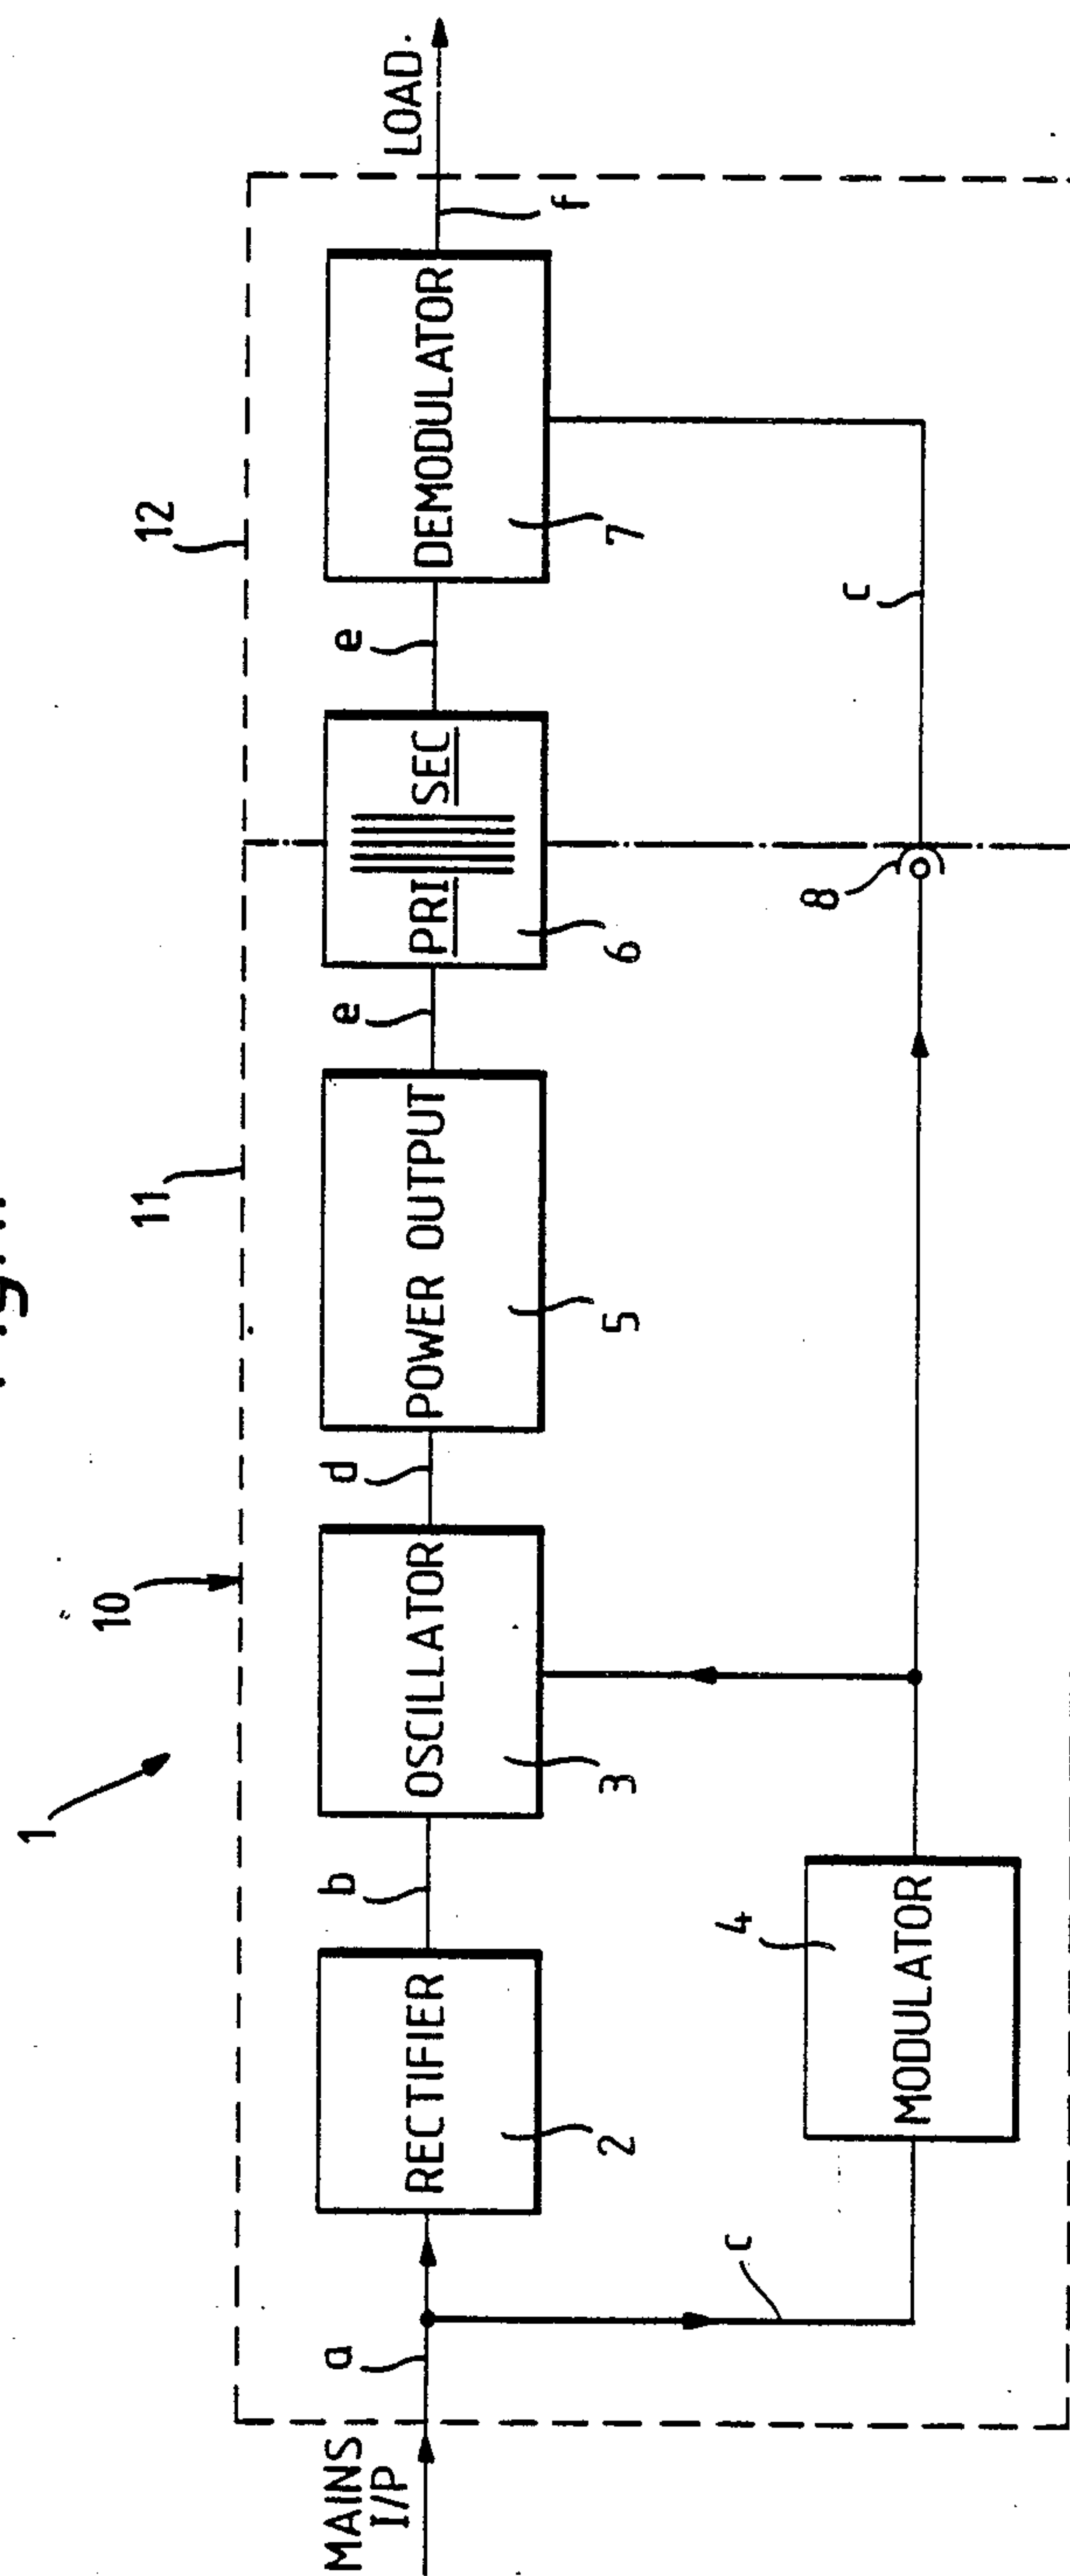 1
10
11
12
MAINS
I/P
a
RECTIFIER
2
b
OSCILLATOR
3
d
POWER OUTPUT
5
e
PRI SEC
6
e
DEMODULATOR
7
f
LOAD.
c
MODULATOR
4
8
c